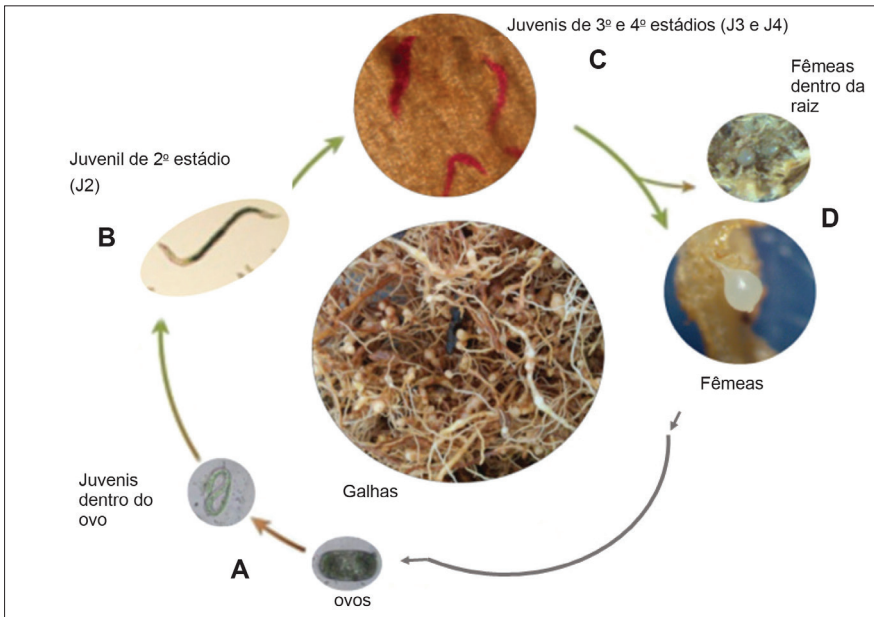 Juvenis de 3º e 4º estádios (J3 e J4)
C
Fêmeas
dentro da
raiz
Juvenil de 2º estádio
(J2)
B
D
Fêmeas
Juvenis
dentro do
ovo
Galhas
A
ovos